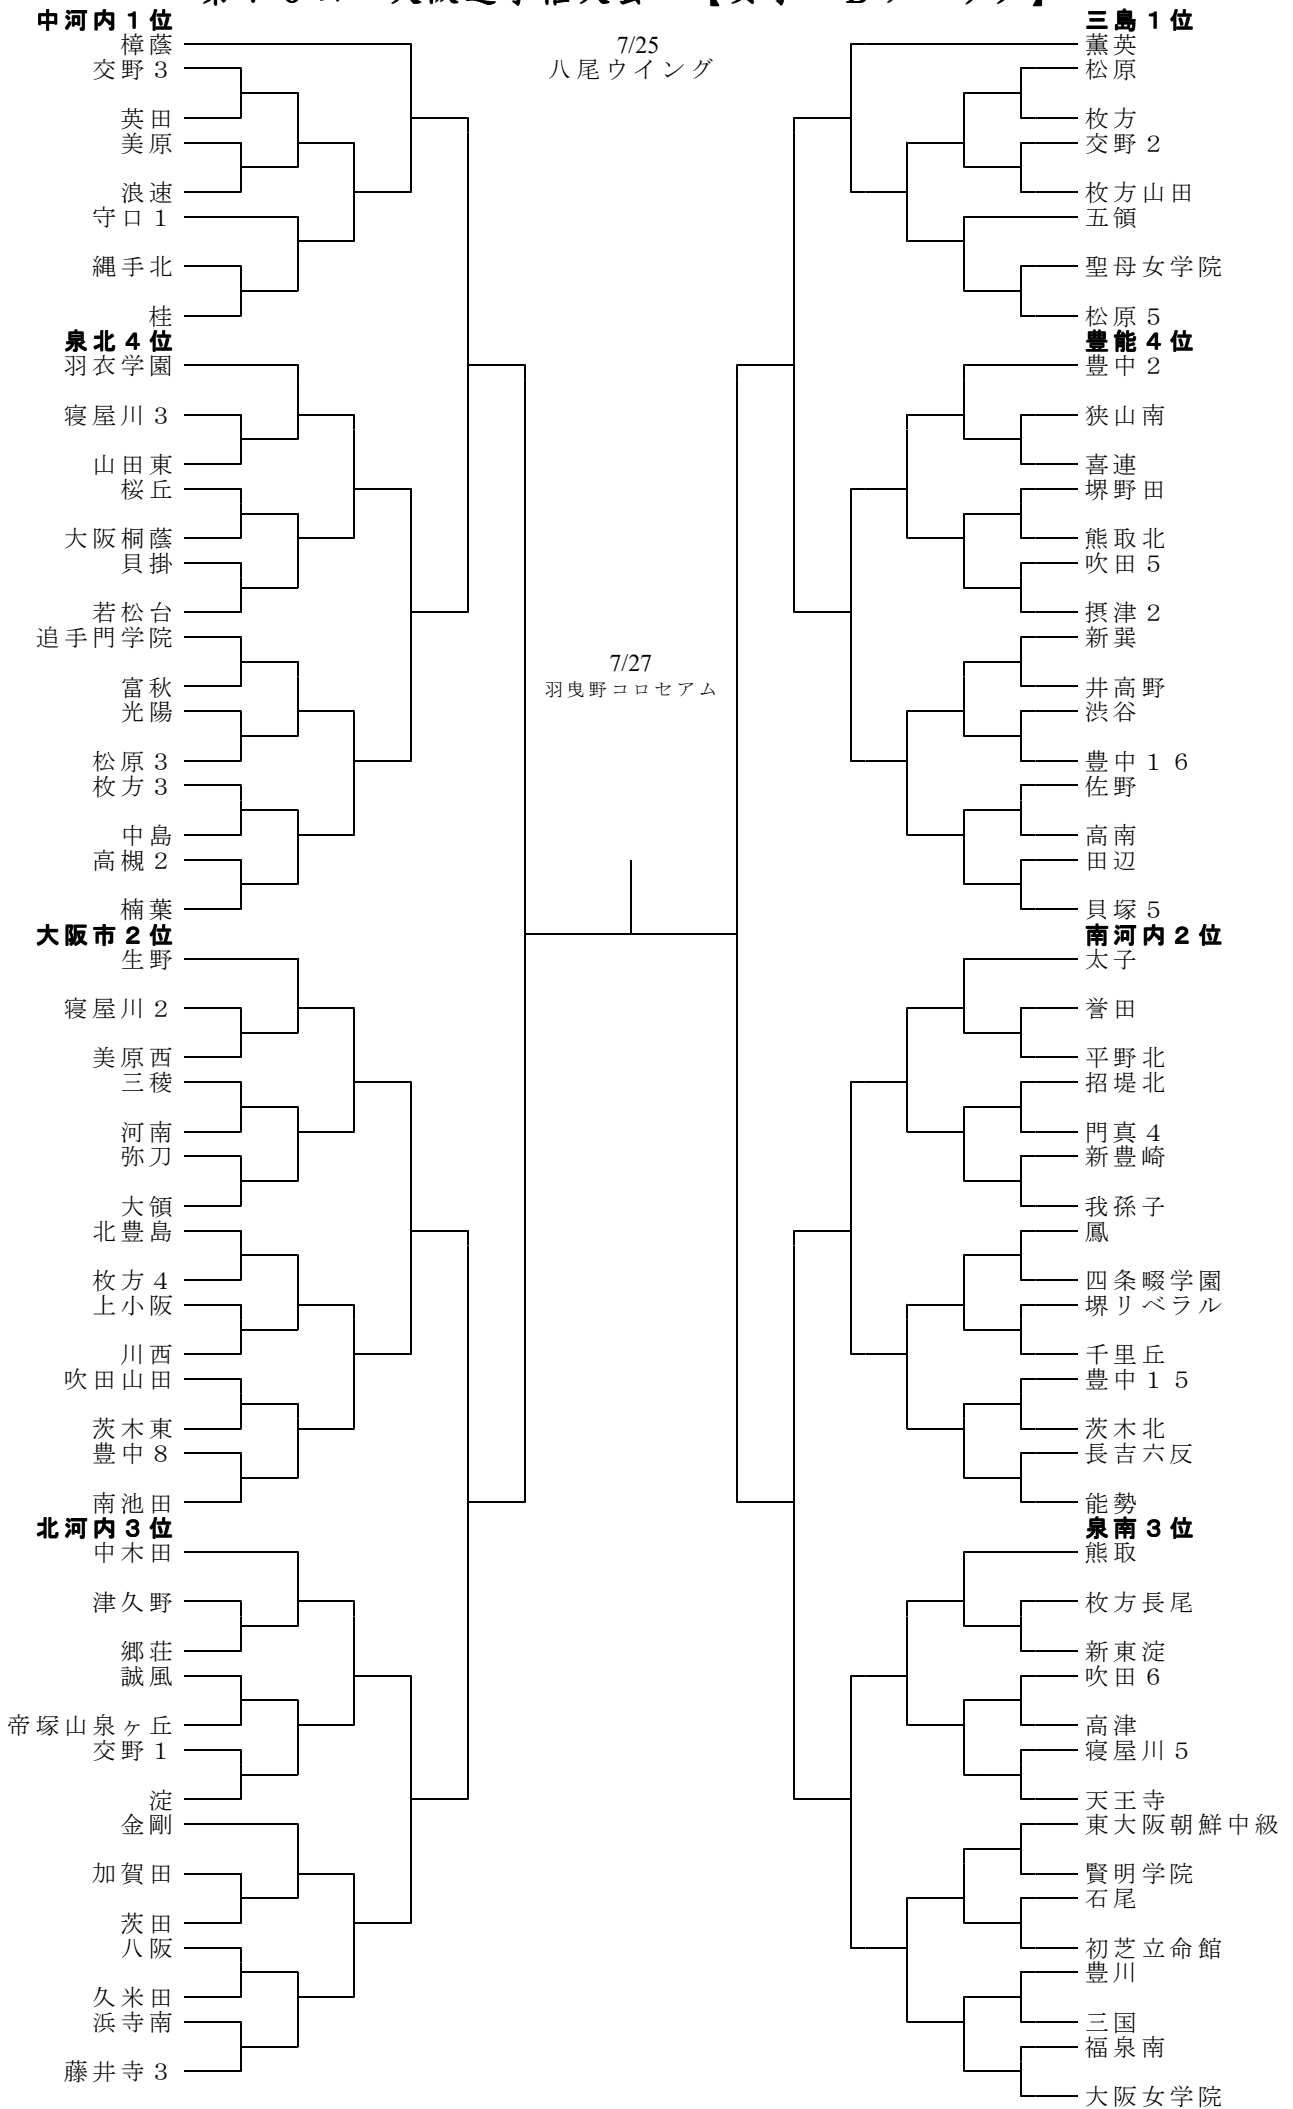 中河内１位
樟蔭
交野３
英田
美原
浪速
守口１
縄手北
桂
泉北４位
羽衣学園
寝屋川３
山田東
桜丘
大阪桐蔭
貝掛
若松台
追手門学院
富秋
光陽
松原３
枚方３
中島
高槻２
楠葉
大阪市２位
生野
寝屋川２
美原西
三稜
河南
弥刀
大領
北豊島
枚方４
上小阪
川西
吹田山田
茨木東
豊中８
南池田
北河内３位
中木田
津久野
郷荘
誠風
帝塚山泉ヶ丘
交野１
淀
金剛
加賀田
茨田
八阪
久米田
浜寺南
藤井寺３
7/25
八尾ウイング
7/27
羽曳野コロセアム
三島１位
薫英
松原
枚方
交野２
枚方山田
五領
聖母女学院
松原５
豊能４位
豊中２
狭山南
喜連
堺野田
熊取北
吹田５
摂津２
新巽
井高野
渋谷
豊中１６
佐野
高南
田辺
貝塚５
南河内２位
太子
誉田
平野北
招堤北
門真４
新豊崎
我孫子
鳳
四条畷学園
堺リベラル
千里丘
豊中１５
茨木北
長吉六反
能勢
泉南３位
熊取
枚方長尾
新東淀
吹田６
高津
寝屋川５
天王寺
東大阪朝鮮中級
賢明学院
石尾
初芝立命館
豊川
三国
福泉南
大阪女学院